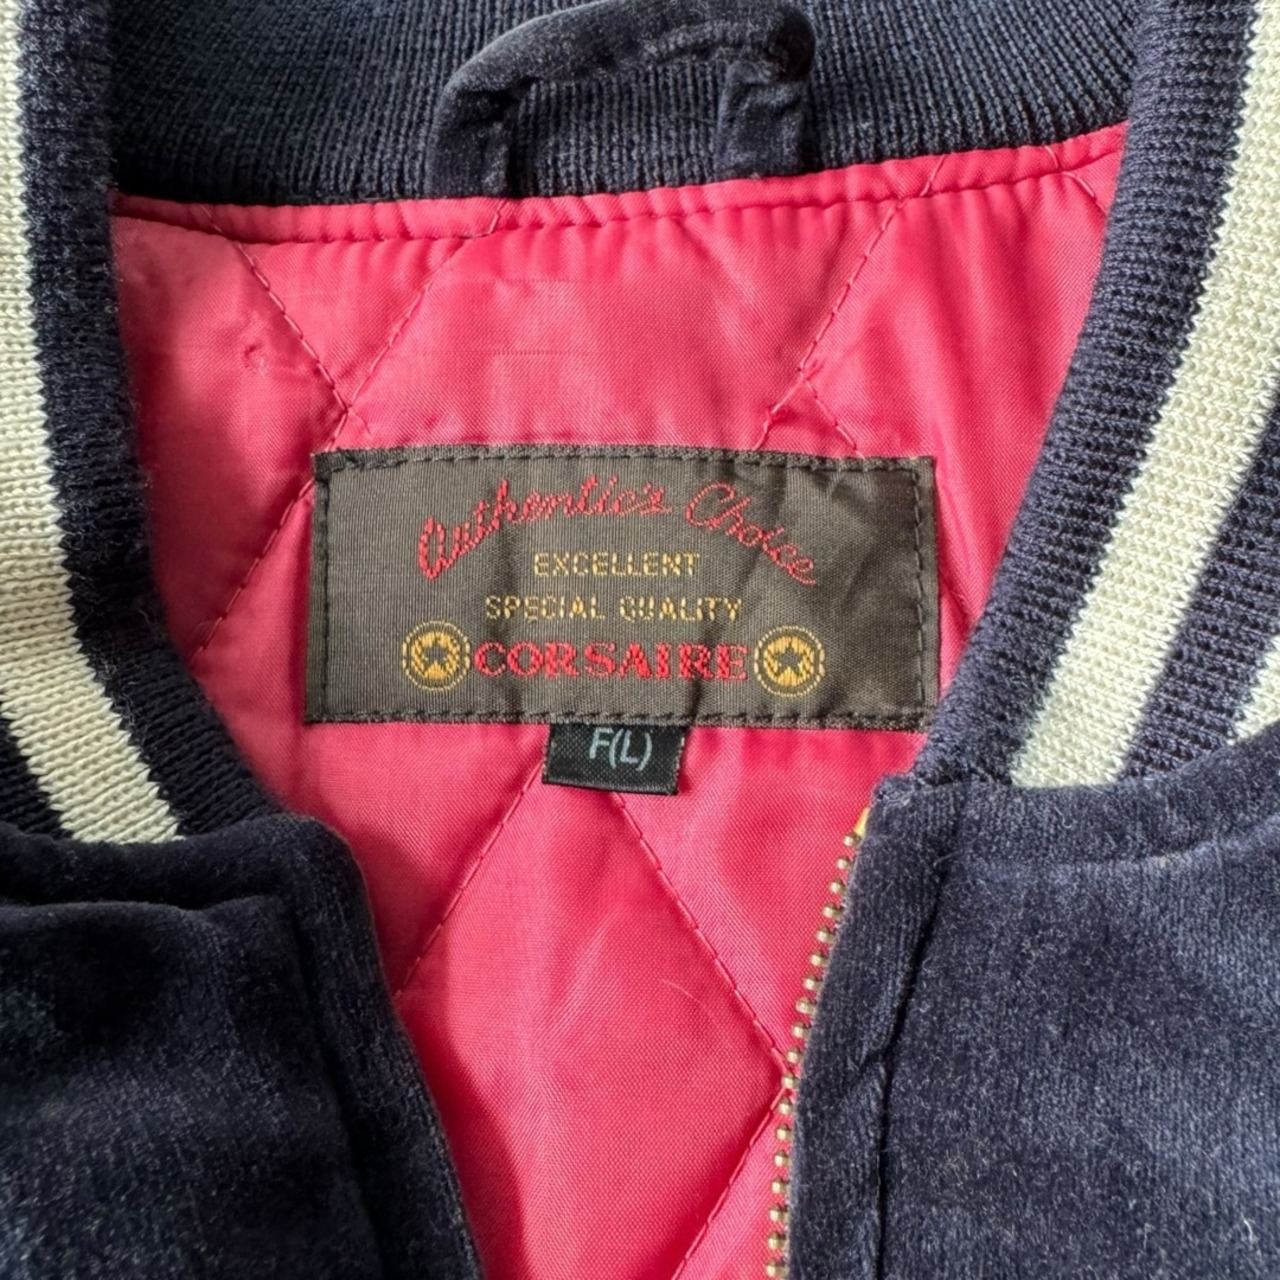 Authentic's Choice
EXCELLENT
SPECIAL QUALITY
CORSAIRE
F(L)